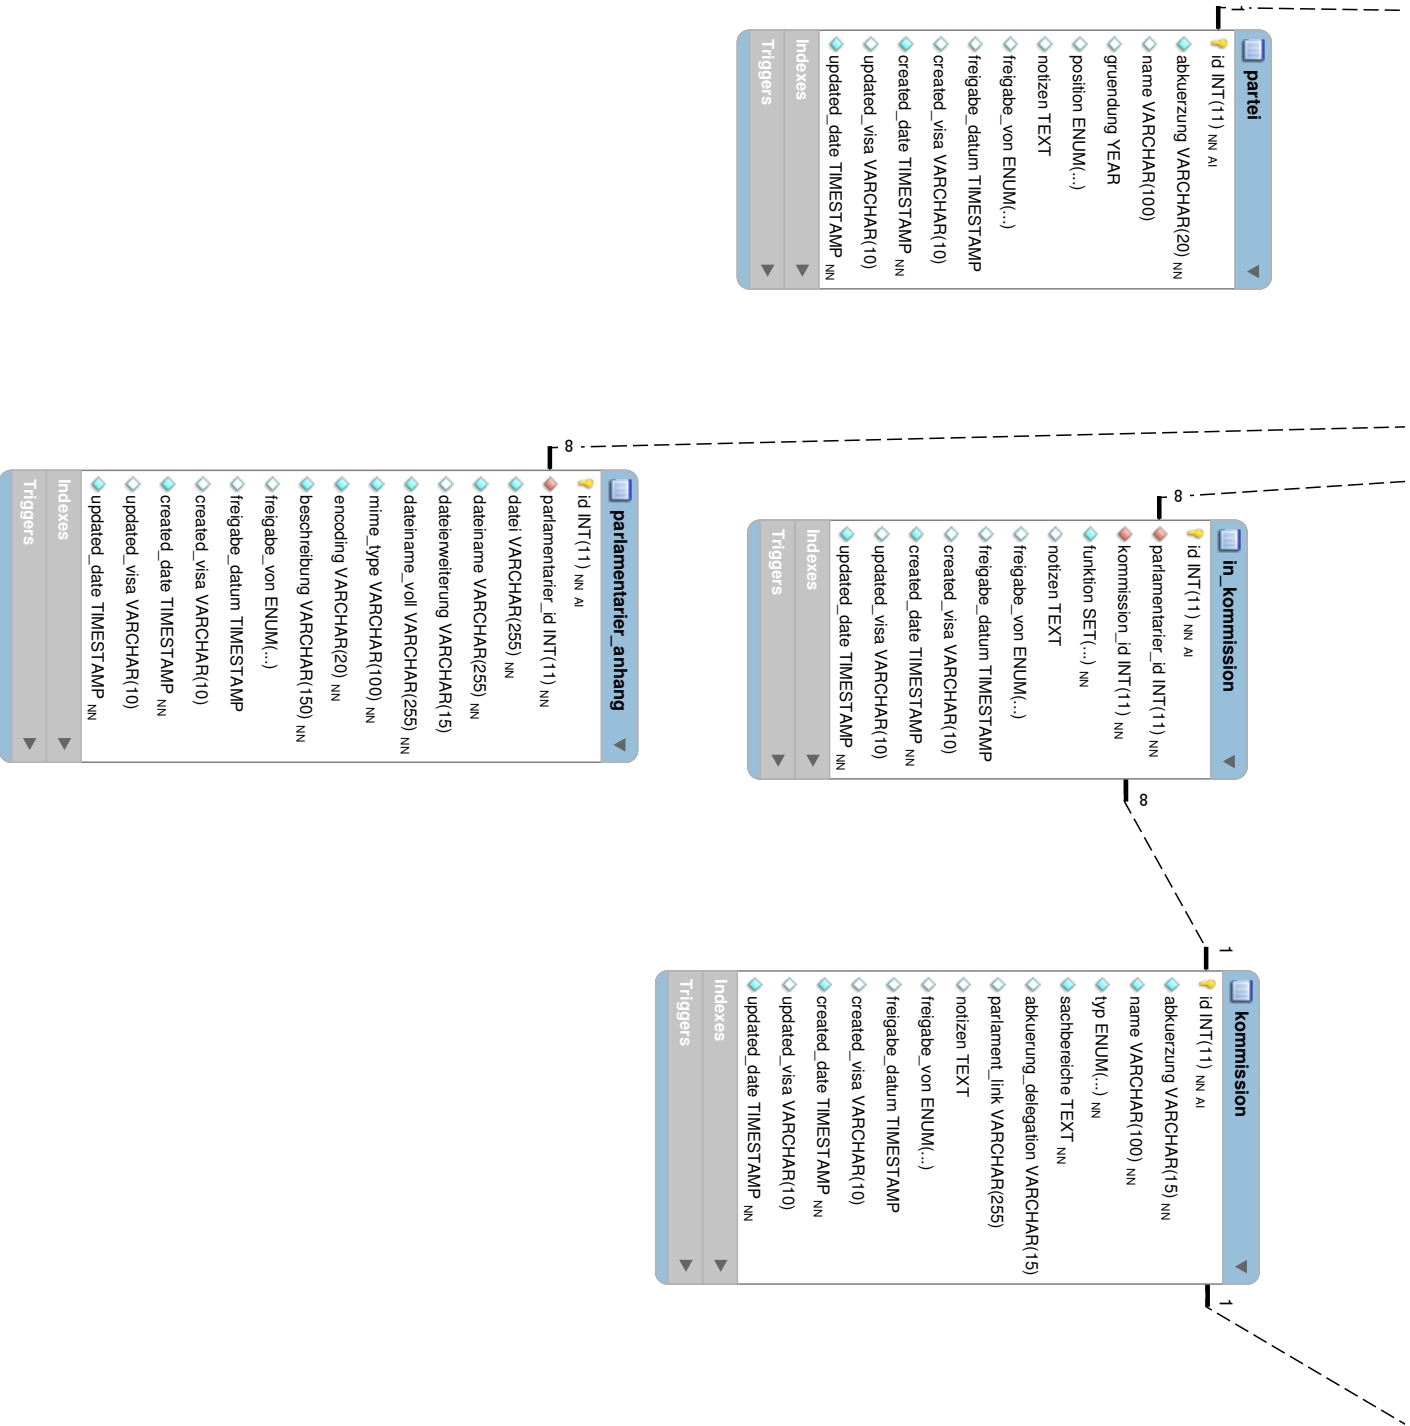 1
partei
id INT(11) NN AI
abkuerzung VARCHAR(20) NN
name VARCHAR(100)
gruendung YEAR
position ENUM(...)
notizen TEXT
freigabe_von ENUM(...)
freigabe_datum TIMESTAMP
created_visa VARCHAR(10)
created_date TIMESTAMP NN
updated_visa VARCHAR(10)
updated_date TIMESTAMP NN
Indexes
Triggers
∞
in_kommission
id INT(11) NN AI
parlamentarier_id INT(11) NN
kommission_id INT(11) NN
funktion SET(...) NN
notizen TEXT
freigabe_von ENUM(...)
freigabe_datum TIMESTAMP
created_visa VARCHAR(10)
created_date TIMESTAMP NN
updated_visa VARCHAR(10)
updated_date TIMESTAMP NN
Indexes
Triggers
∞
∞
parlamentarier_anhang
id INT(11) NN AI
parlamentarier_id INT(11) NN
datei VARCHAR(255) NN
dateiname VARCHAR(255) NN
dateierweiterung VARCHAR(15)
dateiname_voll VARCHAR(255) NN
mime_type VARCHAR(100) NN
encoding VARCHAR(20) NN
beschreibung VARCHAR(150) NN
freigabe_von ENUM(...)
freigabe_datum TIMESTAMP
created_visa VARCHAR(10)
created_date TIMESTAMP NN
updated_visa VARCHAR(10)
updated_date TIMESTAMP NN
Indexes
Triggers
1
kommission
id INT(11) NN AI
abkuerzung VARCHAR(15) NN
name VARCHAR(100) NN
typ ENUM(...) NN
sachbereiche TEXT NN
abkuerung_delegation VARCHAR(15)
parlament_link VARCHAR(255)
notizen TEXT
freigabe_von ENUM(...)
freigabe_datum TIMESTAMP
created_visa VARCHAR(10)
created_date TIMESTAMP NN
updated_visa VARCHAR(10)
updated_date TIMESTAMP NN
Indexes
Triggers
1